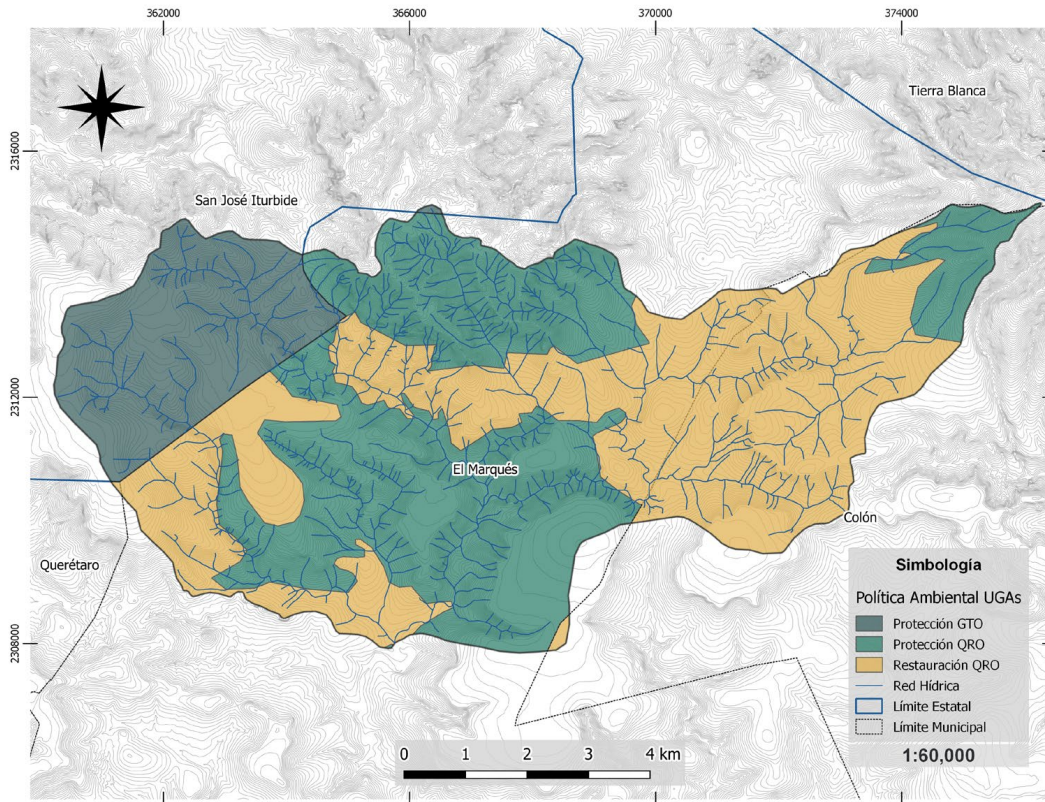 362000
366000
370000
374000
Tierra Blanca
2316000
San José Iturbide
2312000
El Marqués
Colón
Querétaro
2308000
Simbología
Política Ambiental UGAs
Protección GTO
Protección QRO
Restauración QRO
Red Hídrica
Límite Estatal
Límite Municipal
1:60,000
0 1 2 3 4 km